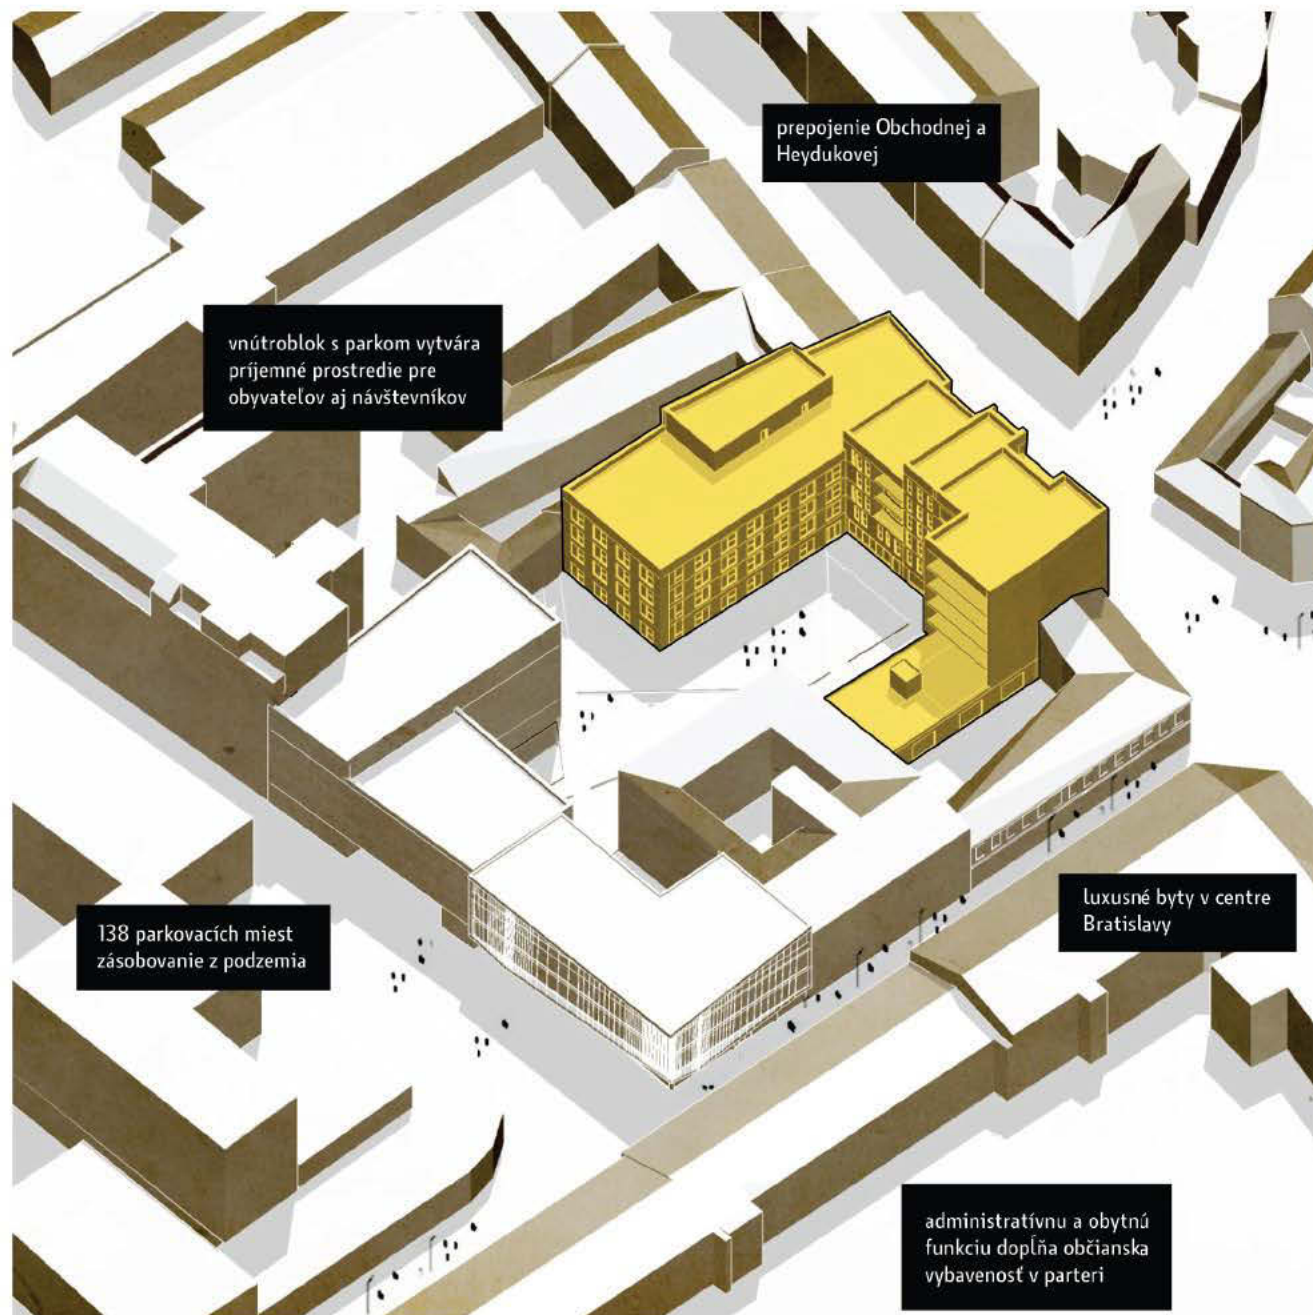 prepojenie Obchodnej a
Heydukovej
vnútroblok s parkom vytvára
príjemné prostredie pre
obyvateľov aj návštevníkov
luxusné byty v centre
Bratislavy
138 parkovacích miest
zásobovanie z podzemia
administratívnu a obytnú
funkciu dopĺňa občianska
vybavenosť v parteri